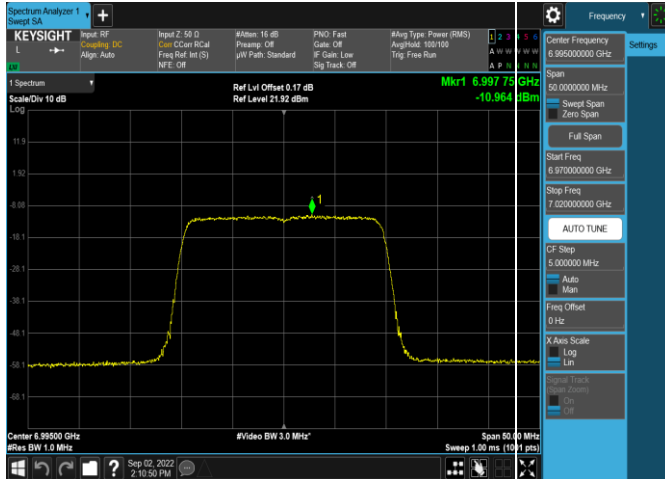 Spectrum Analyzer 1
Swept SA
Frequency
KEYSIGHT
L
Input: RF
Coupling: DC
Align: Auto
Input Z: 50 Ω
Corr CCorr RCal
Freq Ref: Int (S)
NFE: Off
#Atten: 16 dB
Preamp: Off
µW Path: Standard
PNO: Fast
Gate: Off
IF Gain: Low
Sig Track: Off
#Avg Type: Power (RMS)
Avg|Hold: 100/100
Trig: Free Run
1 2 3 4 5 6
A W W W W W
A P N N N N
1 Spectrum
Scale/Div 10 dB
Log
Ref Lvl Offset 0.17 dB
Ref Level 21.92 dBm
Mkr1 6.997 75 GHz
-10.964 dBm
11.9
1.92
-8.08
-18.1
-28.1
-38.1
-48.1
-58.1
-68.1
1
Center 6.99500 GHz
#Res BW 1.0 MHz
#Video BW 3.0 MHz*
Span 50.00 MHz
Sweep 1.00 ms (1001 pts)
Sep 02, 2022
2:10:50 PM
Settings
Center Frequency
6.995000000 GHz
Span
50.0000000 MHz
Swept Span
Zero Span
Full Span
Start Freq
6.970000000 GHz
Stop Freq
7.020000000 GHz
AUTO TUNE
CF Step
5.000000 MHz
Auto
Man
Freq Offset
0 Hz
X Axis Scale
Log
Lin
Signal Track
(Span Zoom)
On
Off